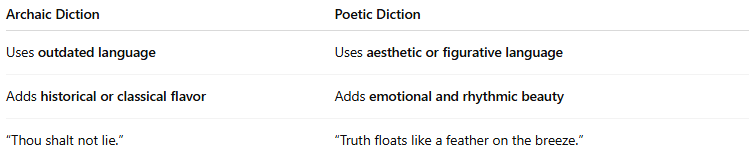 Archaic Diction Poetic Diction
Uses outdated language Uses aesthetic or figurative language
Adds historical or classical flavor Adds emotional and rhythmic beauty
“Thou shalt not lie.” “Truth floats like a feather on the breeze.”